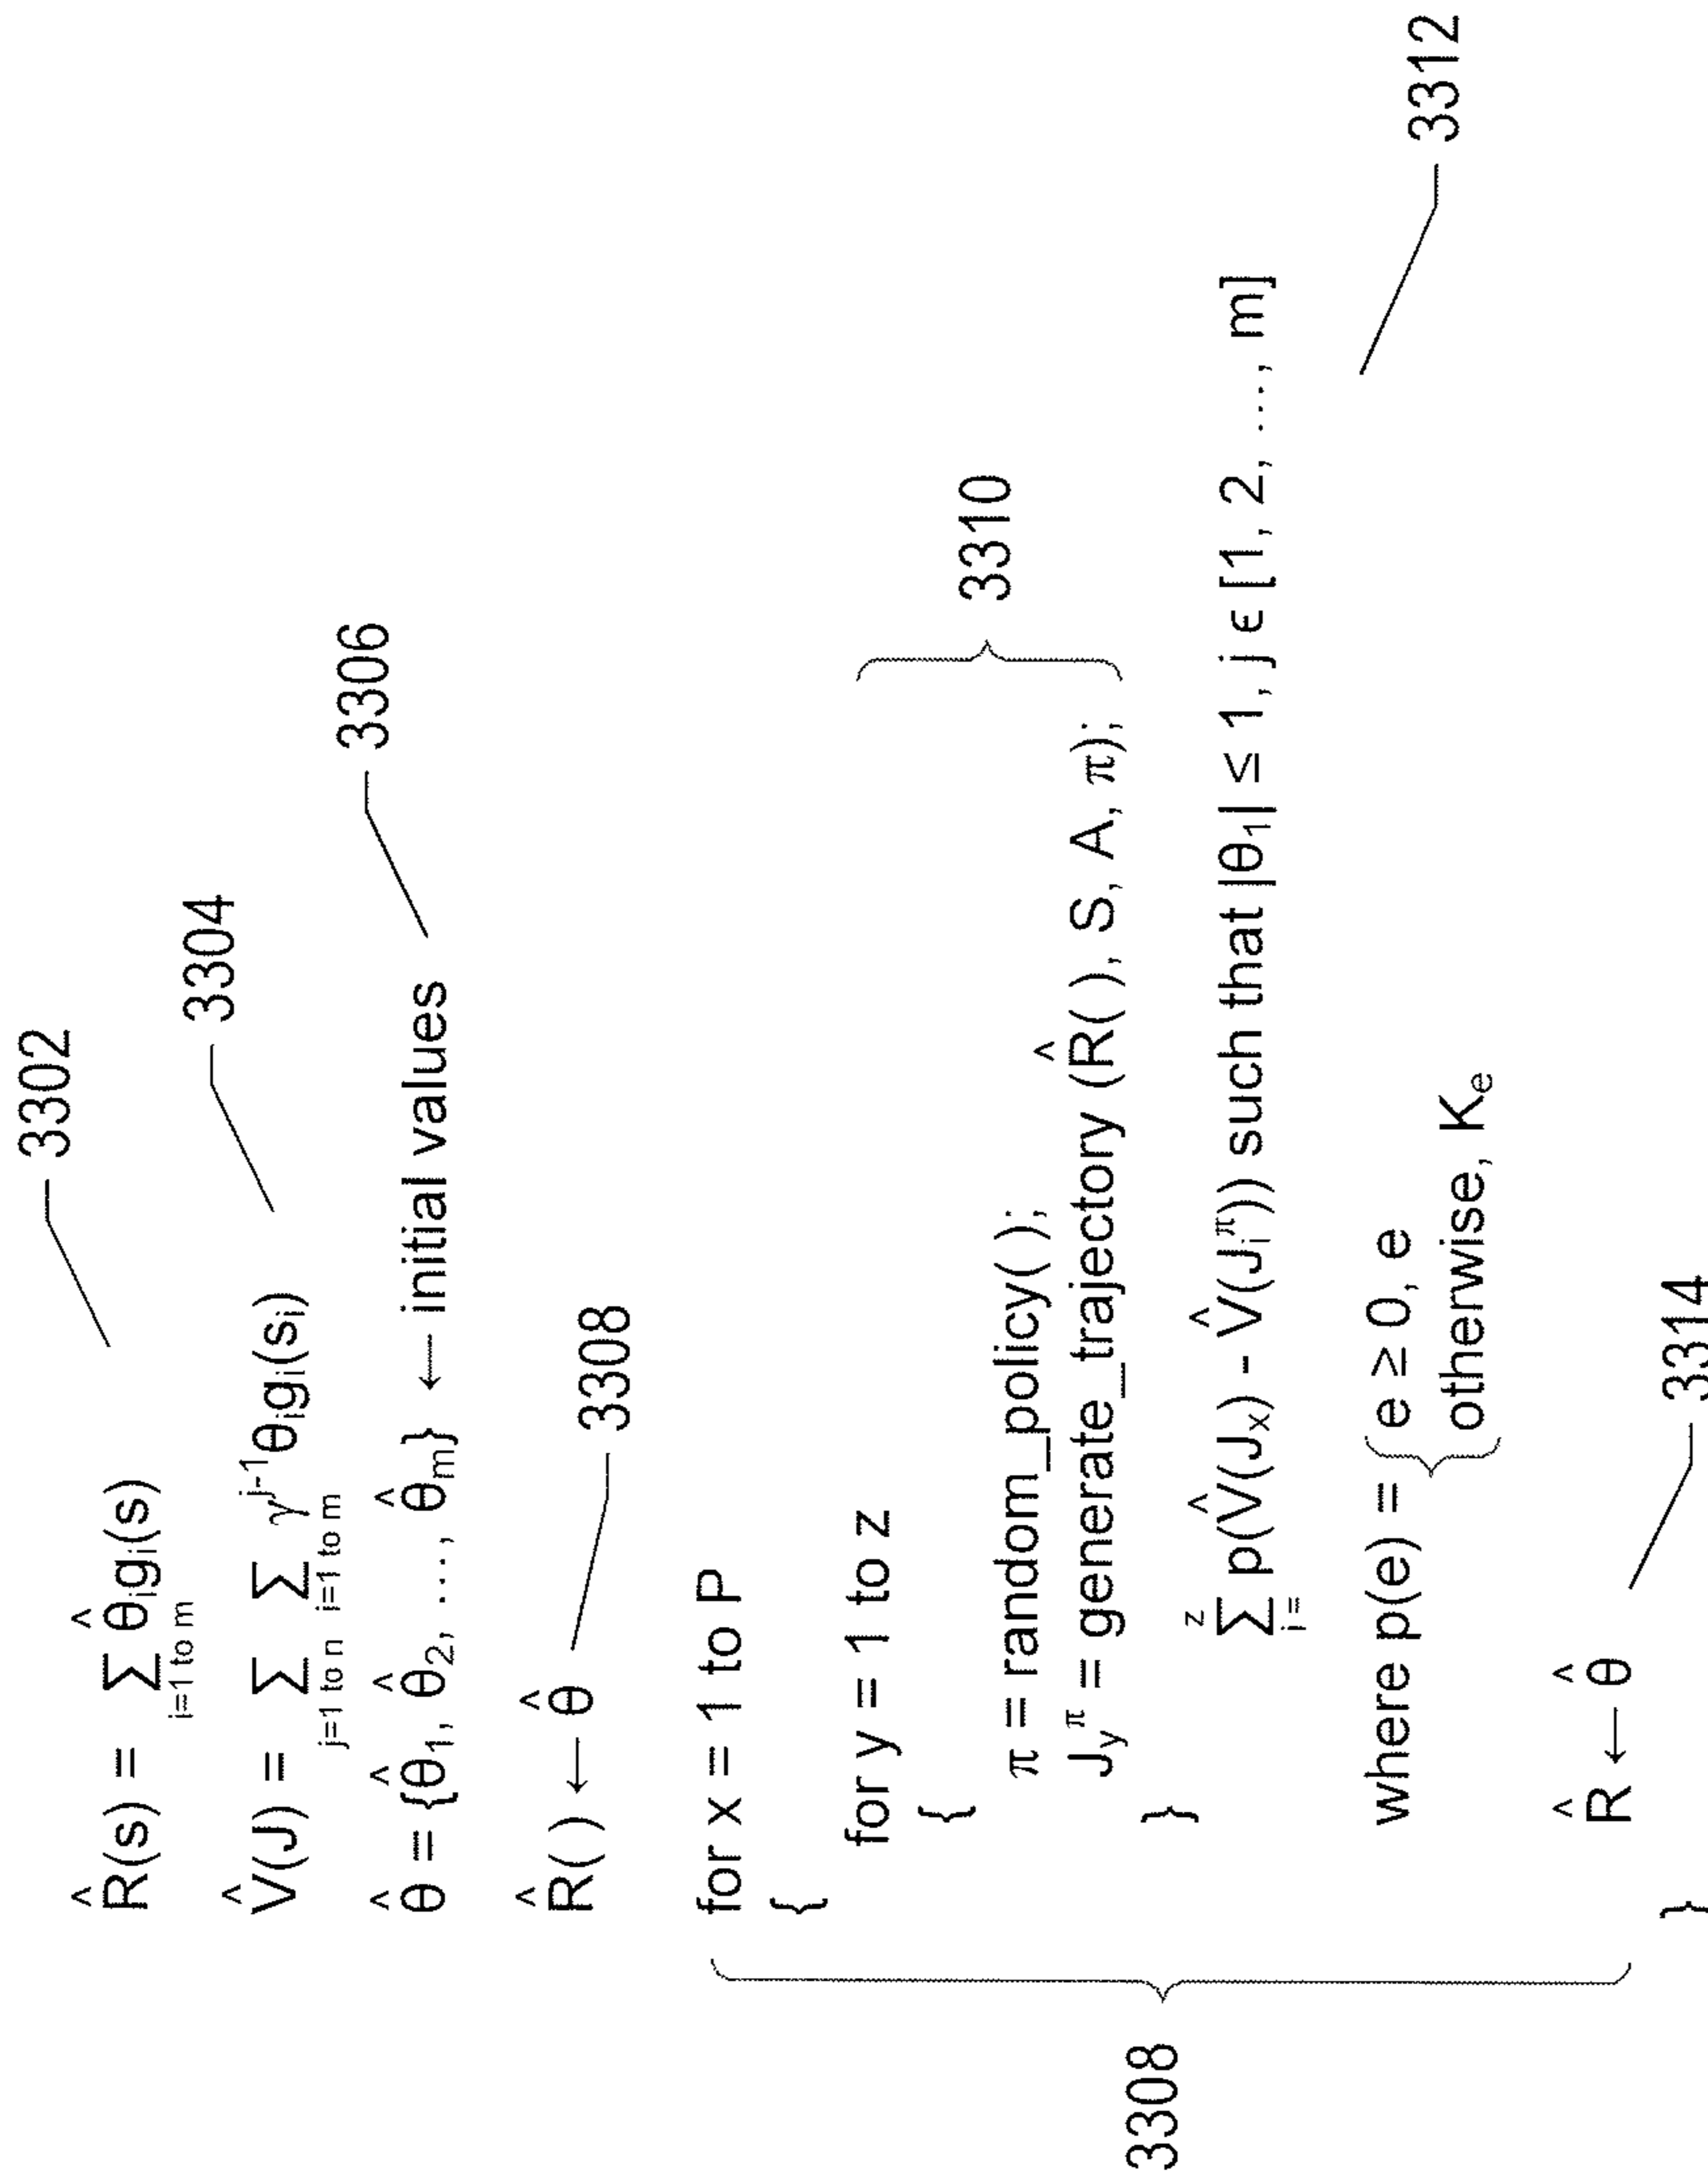 3302
R̂(s) = Σ_{i=1 to m} θ̂_i g_i(s)
3304
V̂(J) = Σ_{j=1 to n} Σ_{i=1 to m} γ^{j-1} θ_i g_i(s_i)
3306
θ̂ = {θ̂_1, θ̂_2, ..., θ̂_m} ← initial values
R̂( ) ← θ̂
3308
for x = 1 to P
{
for y = 1 to z
{
π = random_policy( );
J_y^π = generate_trajectory (R̂( ), S, A, π);
}
3310
Σ_{i=}^{z} p(V̂(J_x) - V̂(J_i^π)) such that |θ_1| ≤ 1, j ϵ [1, 2, ..., m]
3312
where p(e) = { e ≥ 0, e
otherwise, K_e
R̂ ← θ̂
3314
}
3308